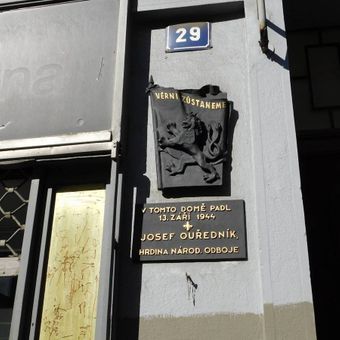 29
VĚRNI ZŮSTANEME
V TOMTO DOMĚ PADL
13. ZÁŘÍ 1944
JOSEF OUŘEDNÍK
HRDINA NÁROD. ODBOJE